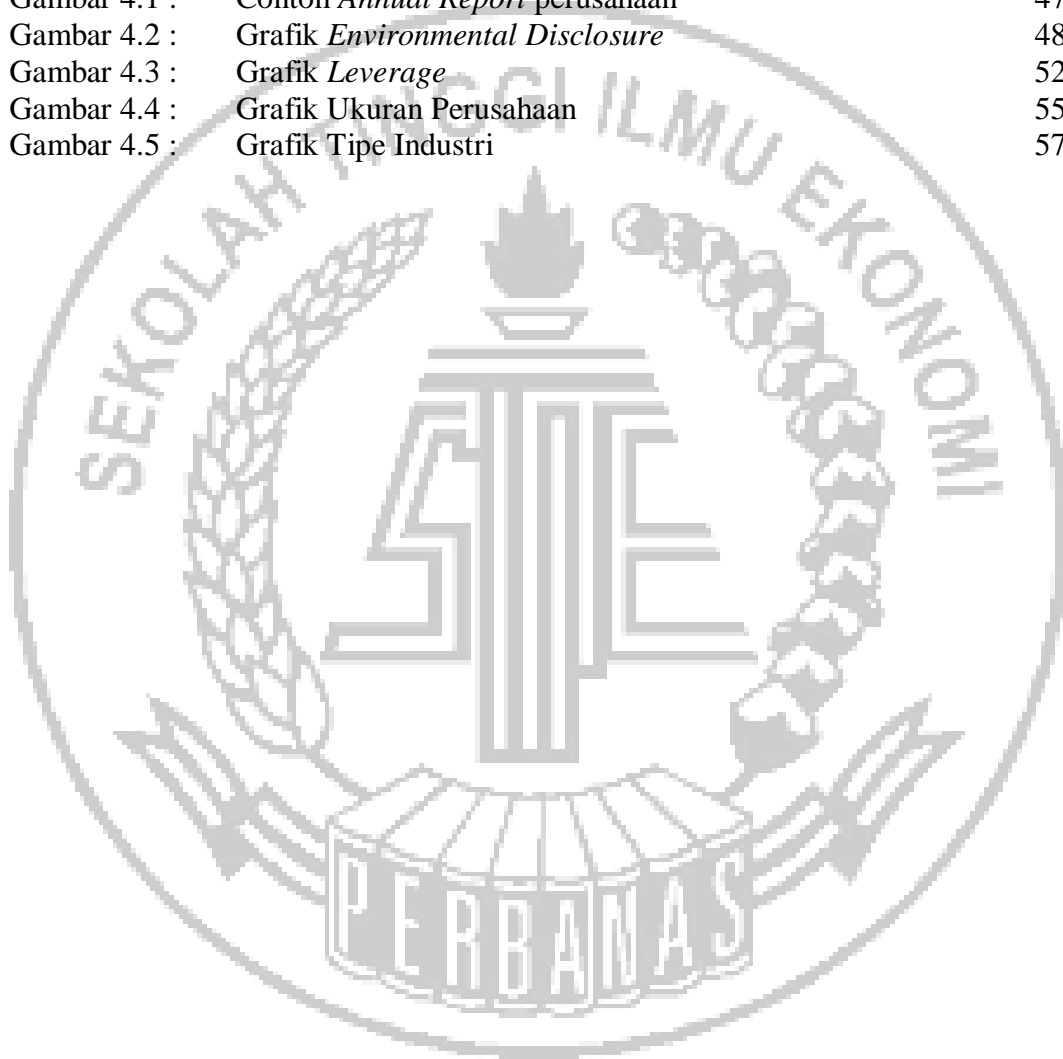 Gambar 4.1 : Contoh Annual Report perusahaan 47
Gambar 4.2 : Grafik Environmental Disclosure 48
Gambar 4.3 : Grafik Leverage 52
Gambar 4.4 : Grafik Ukuran Perusahaan 55
Gambar 4.5 : Grafik Tipe Industri 57
SEKOLAH TINGGI ILMU EKONOMI
STIE
PERBANAS